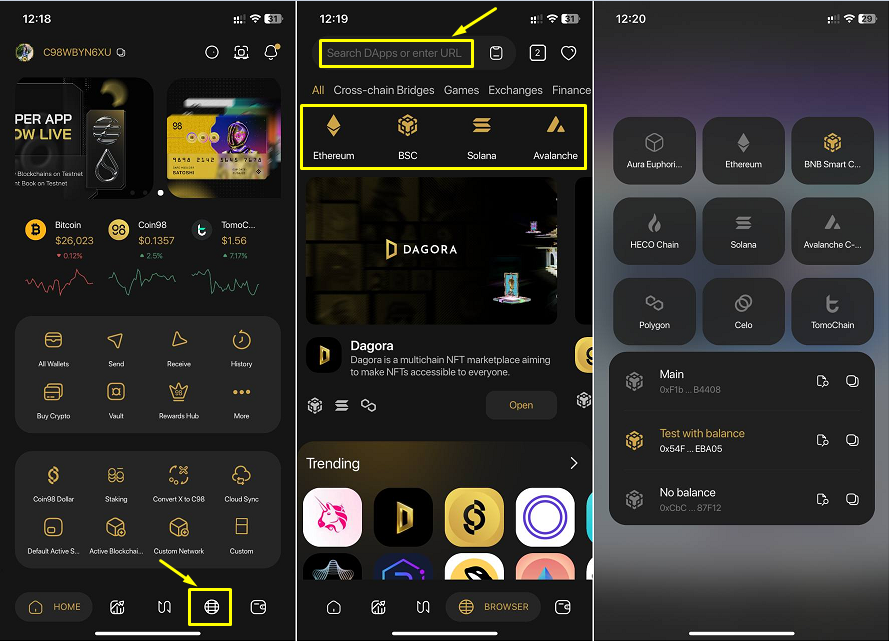 12:18
31
C98WBYN6XU
PER APP
OW LIVE
Blockchains on Testnet
nt Book on Testnet
98
9898 2142
SATOSHI
Bitcoin
$26,023
0.12%
Coin98
$0.1357
2.5%
TomoC...
$1.56
7.17%
All Wallets
Send
Receive
History
Buy Crypto
Vault
Rewards Hub
More
Coin98 Dollar
Staking
Convert X to C98
Cloud Sync
Default Active S...
Active Blockchai...
Custom Network
Custom
HOME
12:19
31
Search DApps or enter URL
2
All
Cross-chain Bridges
Games
Exchanges
Finance
Ethereum
BSC
Solana
Avalanche
DAGORA
Dagora
Dagora is a multichain NFT marketplace aiming
to make NFTs accessible to everyone.
Open
Trending
BROWSER
12:20
29
Aura Euphori...
Ethereum
BNB Smart C...
HECO Chain
Solana
Avalanche C-...
Polygon
Celo
TomoChain
Main
0xF1b ... B4408
Test with balance
0x54F ... EBA05
No balance
0xCbC ... 87F12